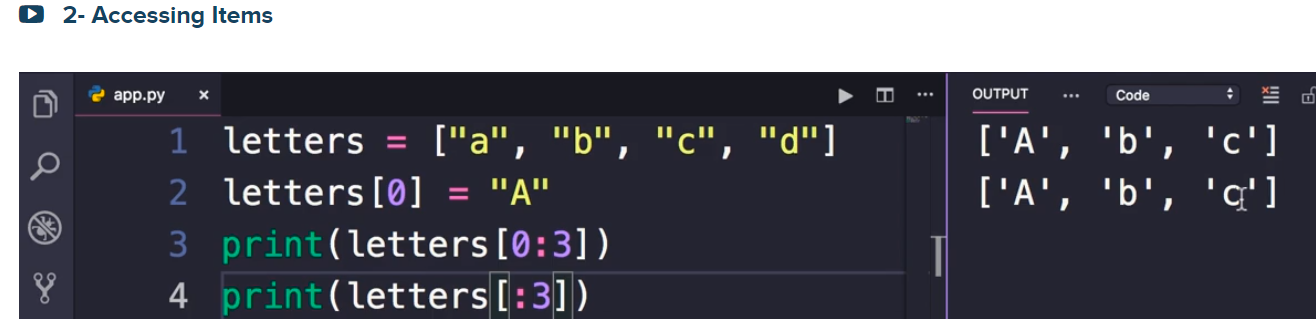 2- Accessing Items
app.py ×
OUTPUT ... Code
1 letters = ["a", "b", "c", "d"]
2 letters[0] = "A"
3 print(letters[0:3])
4 print(letters[:3])
['A', 'b', 'c']
['A', 'b', 'c']